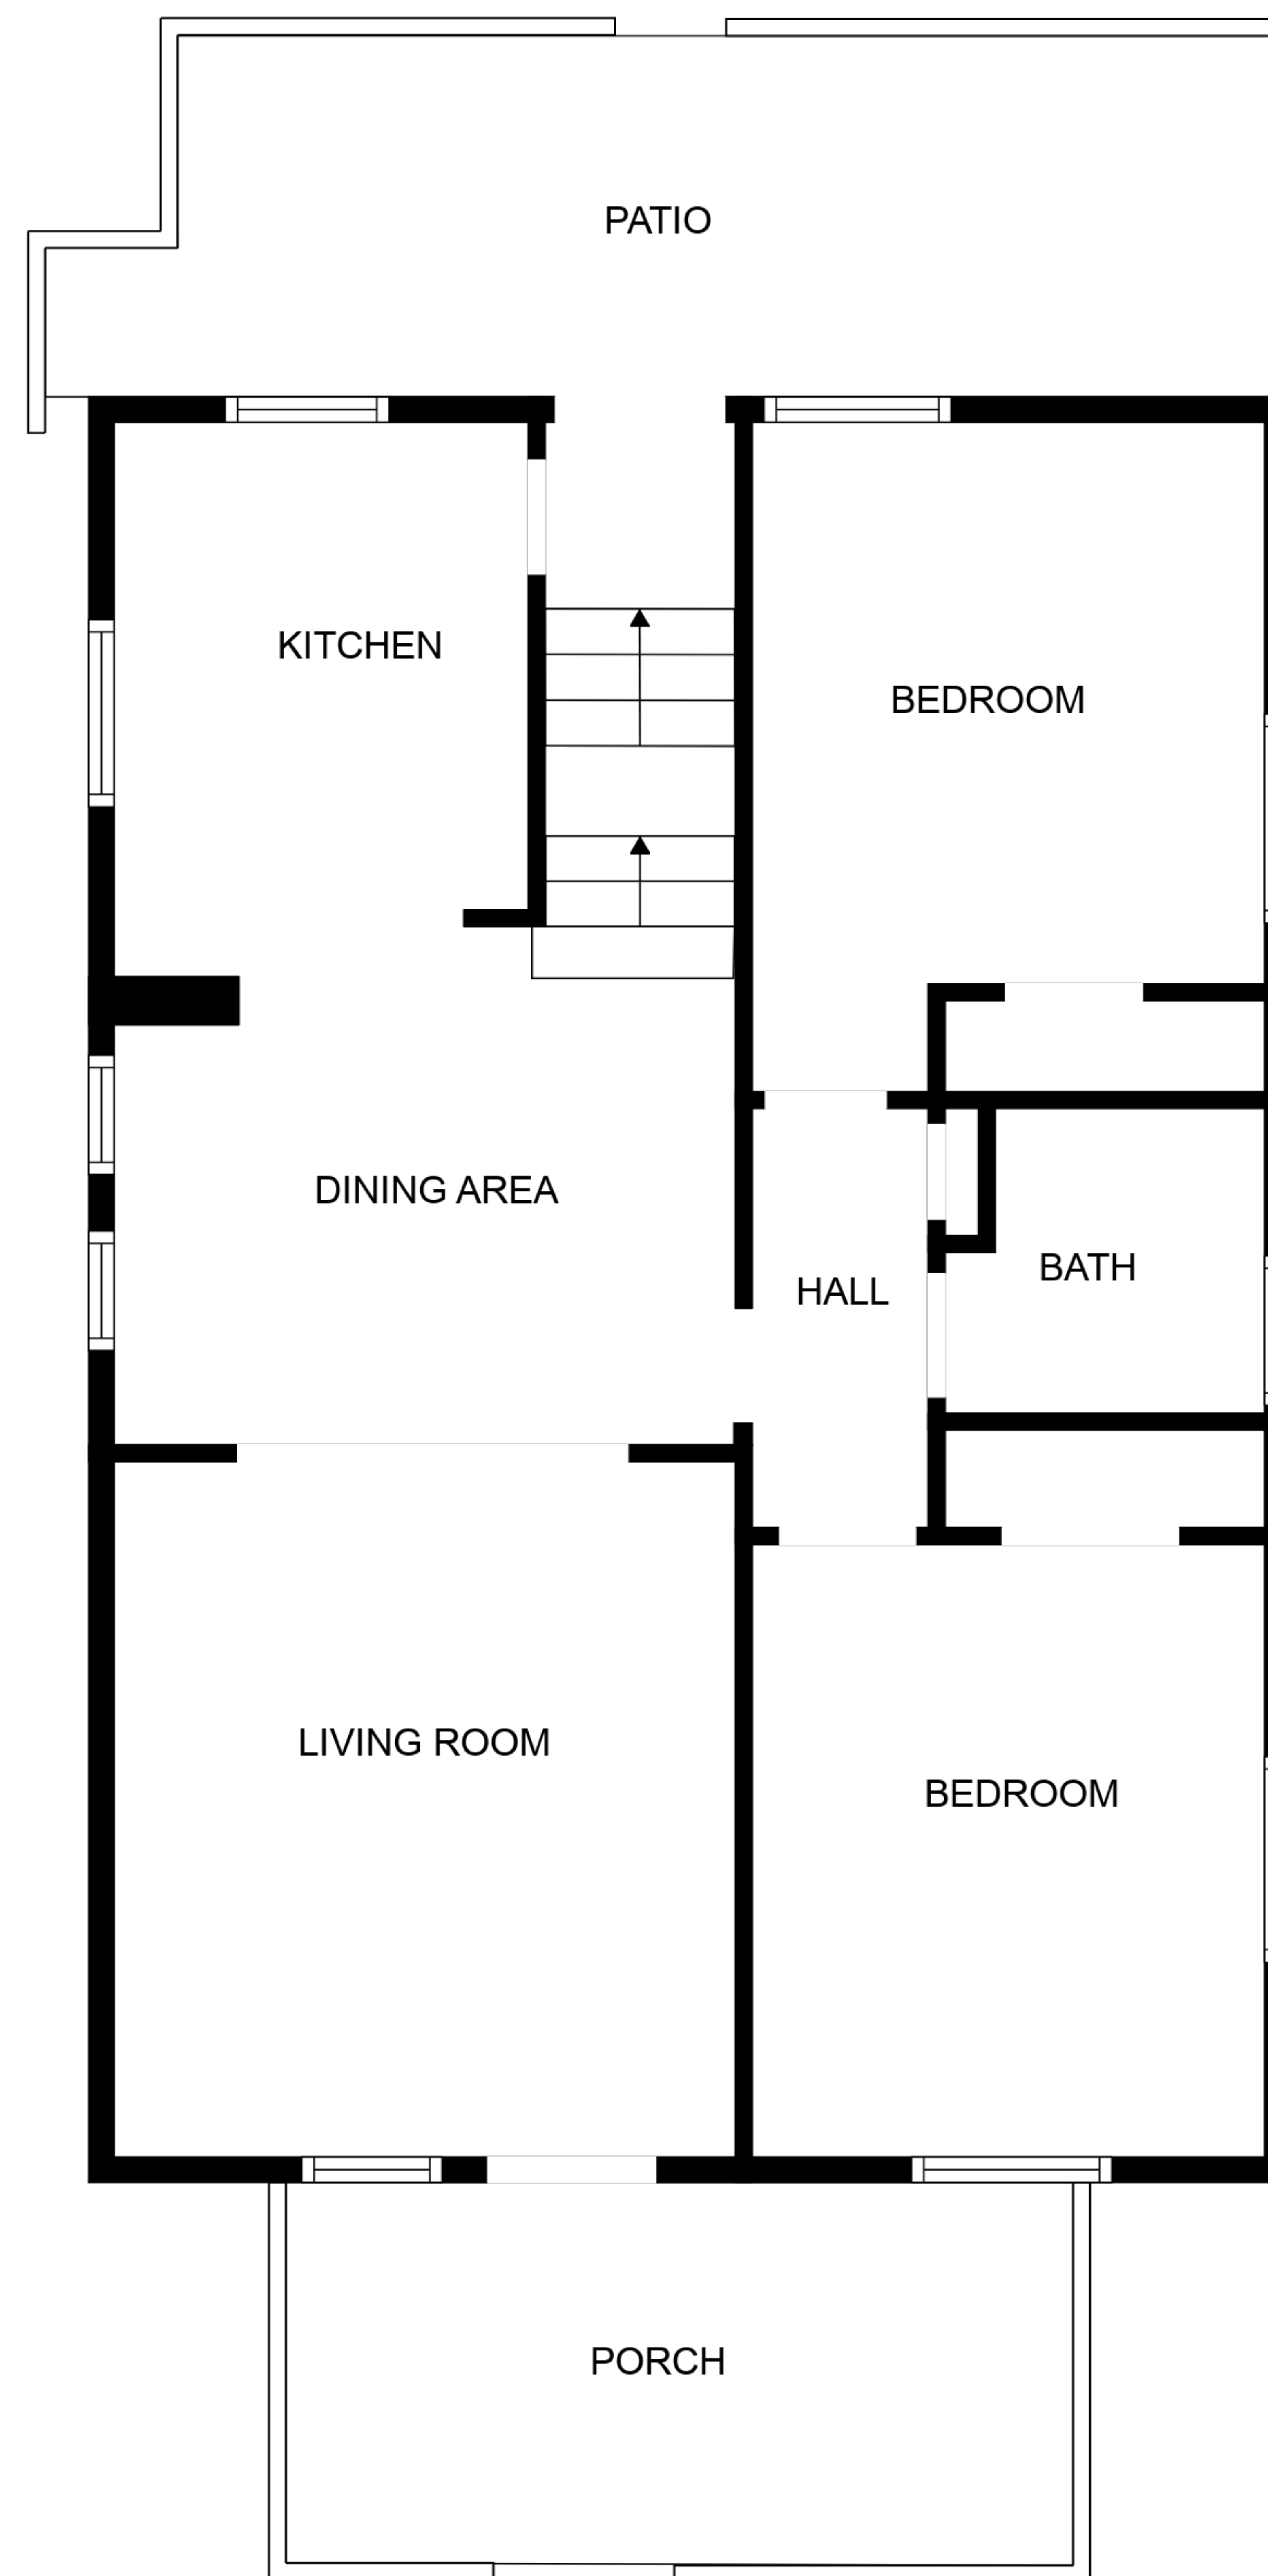 PATIO
KITCHEN
BEDROOM
DINING AREA
HALL
BATH
LIVING ROOM
BEDROOM
PORCH